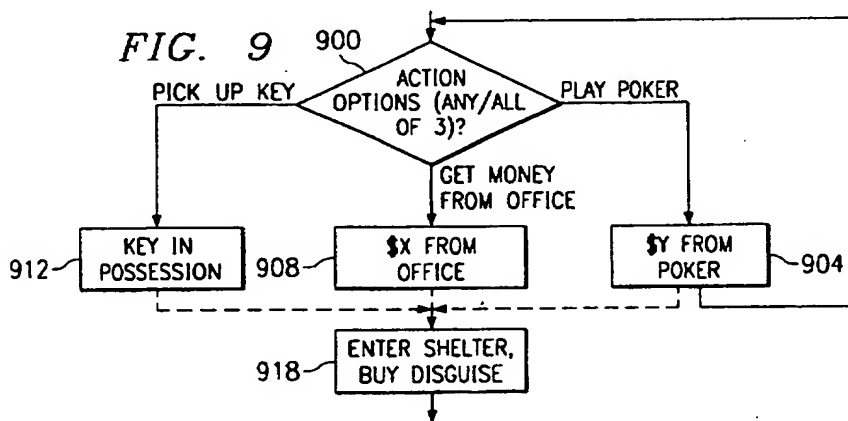 FIG. 9
900
ACTION
OPTIONS (ANY/ALL
OF 3)?
PICK UP KEY
PLAY POKER
GET MONEY
FROM OFFICE
912
KEY IN
POSSESSION
908
$X FROM
OFFICE
$Y FROM
POKER
904
918
ENTER SHELTER,
BUY DISGUISE